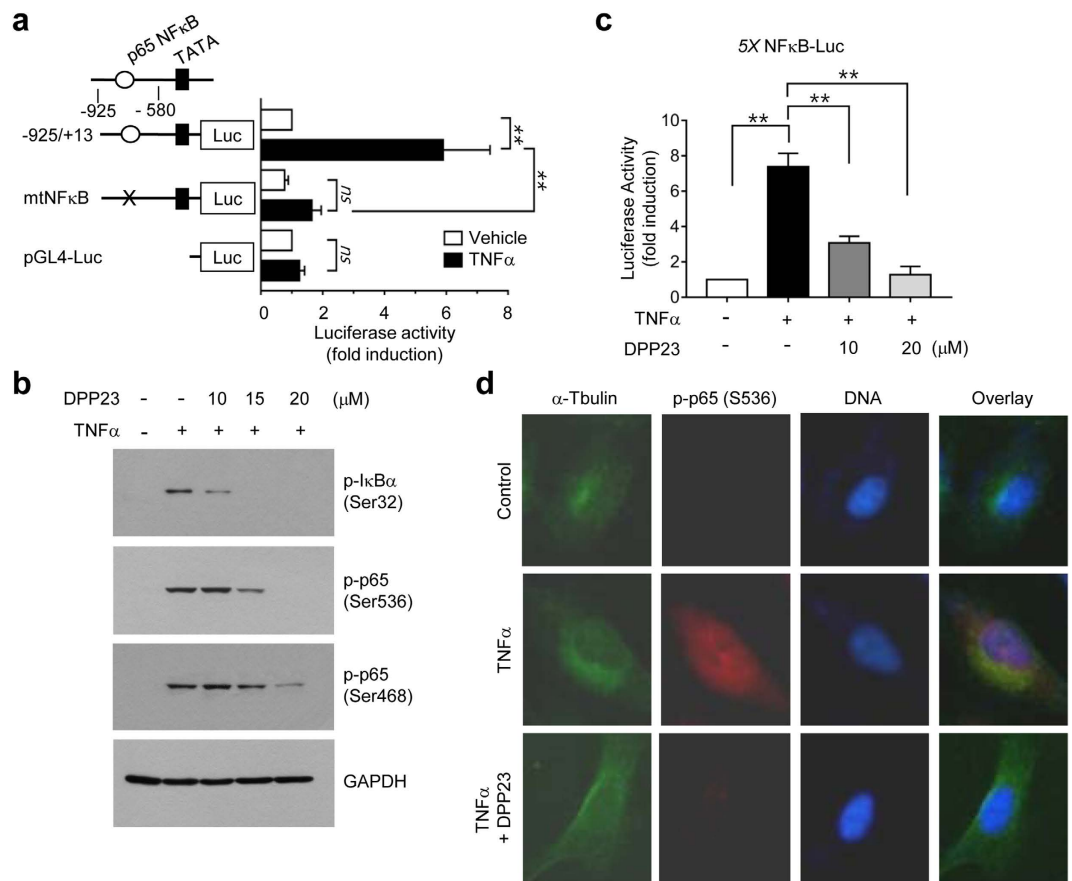 a
p65 NFκB
TATA
-925
- 580
-925/+13
Luc
**
mtNFκB
X
Luc
ns
**
pGL4-Luc
Luc
ns
Vehicle
TNFα
0 2 4 6 8
Luciferase activity
(fold induction)
b
DPP23 - - 10 15 20 (μM)
TNFα - + + + +
p-IκBα
(Ser32)
p-p65
(Ser536)
p-p65
(Ser468)
GAPDH
c
5X NFκB-Luc
**
**
**
Luciferase Activity
(fold induction)
10
8
6
4
2
0
TNFα - + + +
DPP23 - - 10 20 (μM)
d
α-Tbulin p-p65 (S536) DNA Overlay
Control
TNFα
TNFα
+ DPP23